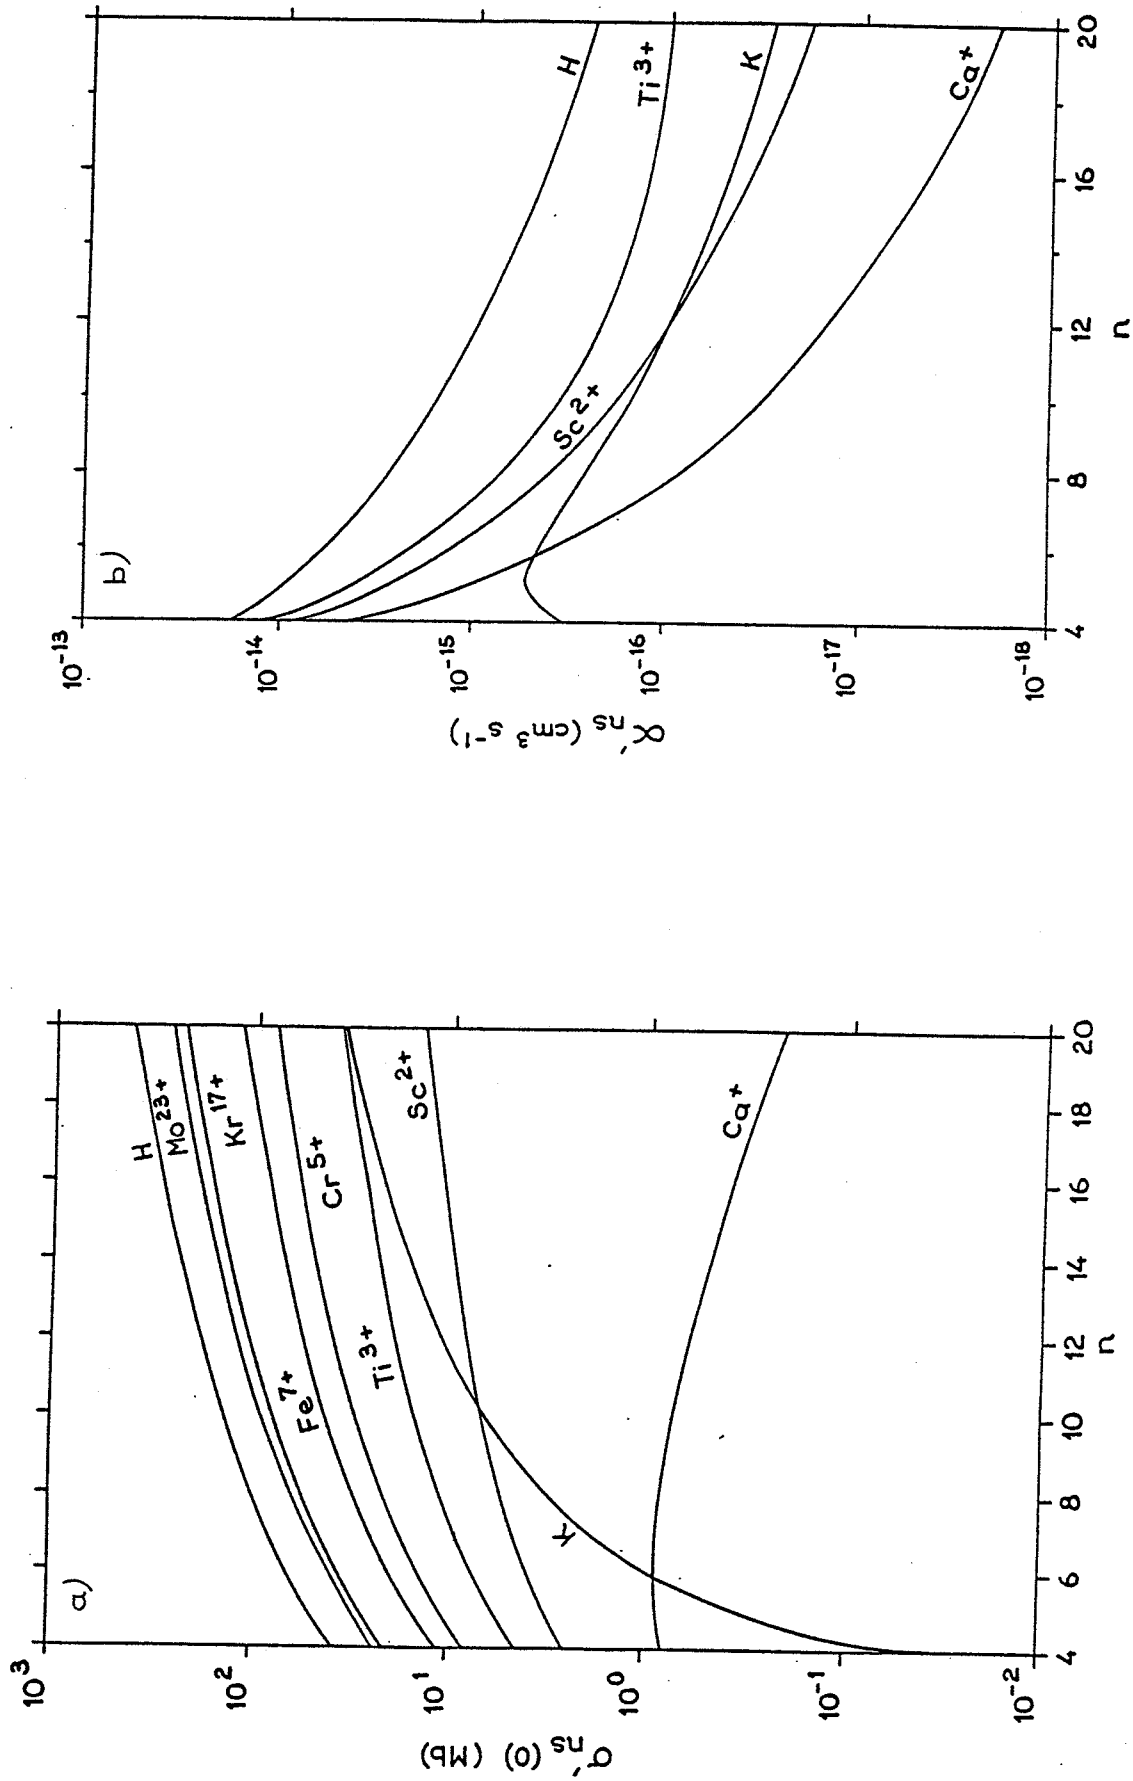 a)
10³
10²
10¹
10⁰
10⁻¹
10⁻²
σ′ns (0) (Mb)
H
Mo²³⁺
Kr¹⁷⁺
Fe⁷⁺
Cr⁵⁺
Ti³⁺
K
Sc²⁺
Ca⁺
4 6 8 10 12 14 16 18 20
n
b)
10⁻¹³
10⁻¹⁴
10⁻¹⁵
10⁻¹⁶
10⁻¹⁷
10⁻¹⁸
α′ns (cm³ s⁻¹)
H
Ti³⁺
Sc²⁺
K
Ca⁺
4 8 12 16 20
n